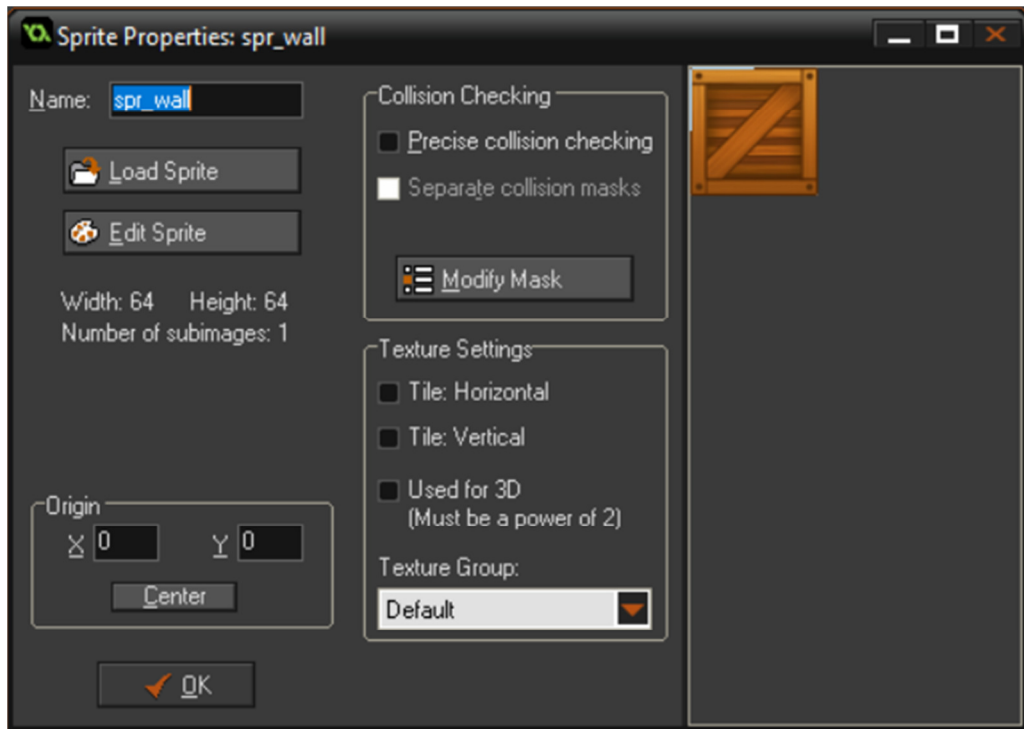 Sprite Properties: spr_wall
Name: spr_wall
Load Sprite
Edit Sprite
Width: 64 Height: 64
Number of subimages: 1
Origin
X 0 Y 0
Center
OK
Collision Checking
Precise collision checking
Separate collision masks
Modify Mask
Texture Settings
Tile: Horizontal
Tile: Vertical
Used for 3D
(Must be a power of 2)
Texture Group:
Default